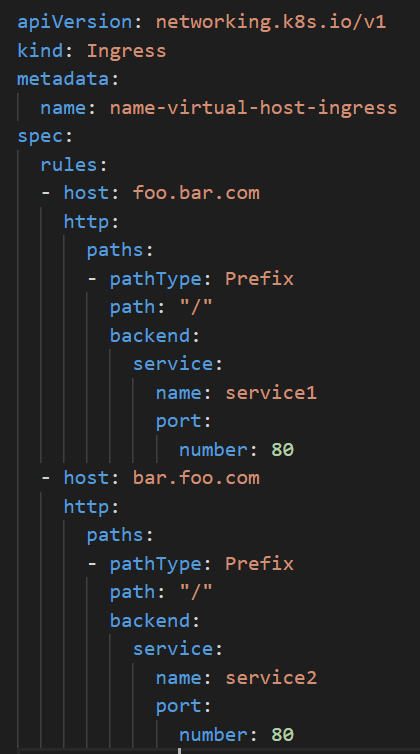 apiVersion: networking.k8s.io/v1
kind: Ingress
metadata:
  name: name-virtual-host-ingress
spec:
  rules:
  - host: foo.bar.com
    http:
      paths:
      - pathType: Prefix
        path: "/"
        backend:
          service:
            name: service1
            port:
              number: 80
  - host: bar.foo.com
    http:
      paths:
      - pathType: Prefix
        path: "/"
        backend:
          service:
            name: service2
            port:
              number: 80